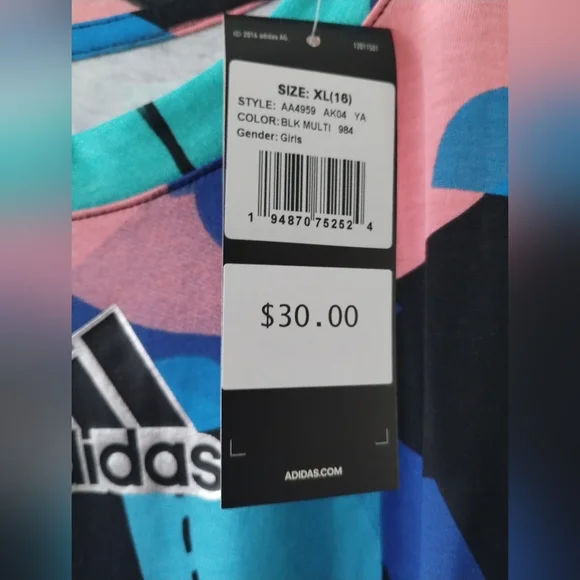 © 2016 adidas AG.
SIZE: XL(16)
STYLE: AA4959 AK04 YA
COLOR: BLK MULTI 984
Gender: Girls
1 94870 75252 4
$30.00
adidas
ADIDAS.COM